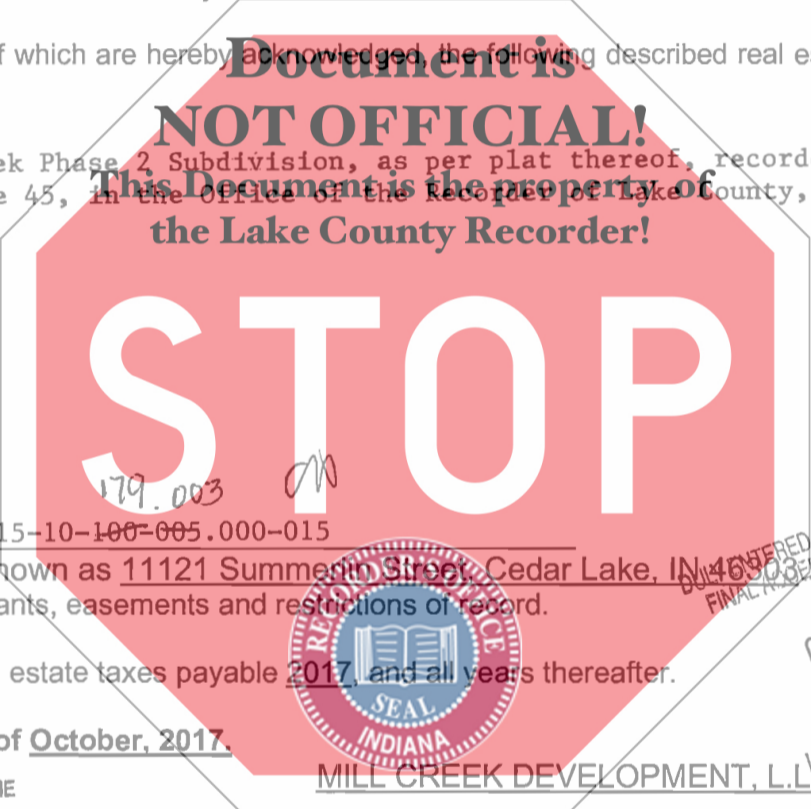 f which are hereby acknowledged, the following described real e
Document is
NOT OFFICIAL!
ek Phase 2 Subdivision, as per plat thereof, record
This Document is the property of
e 45, in the Office of the Recorder of Lake County,
the Lake County Recorder!
STOP
179.003
15-10-100-005.000-015
nown as 11121 Summerlin Street, Cedar Lake, IN 46303
DULY ENTERED
FINAL
ants, easements and restrictions of record.
RECORDER'S OFFICE
estate taxes payable 2017, and all years thereafter.
SEAL
INDIANA
of October, 2017.
MILL CREEK DEVELOPMENT, L.L